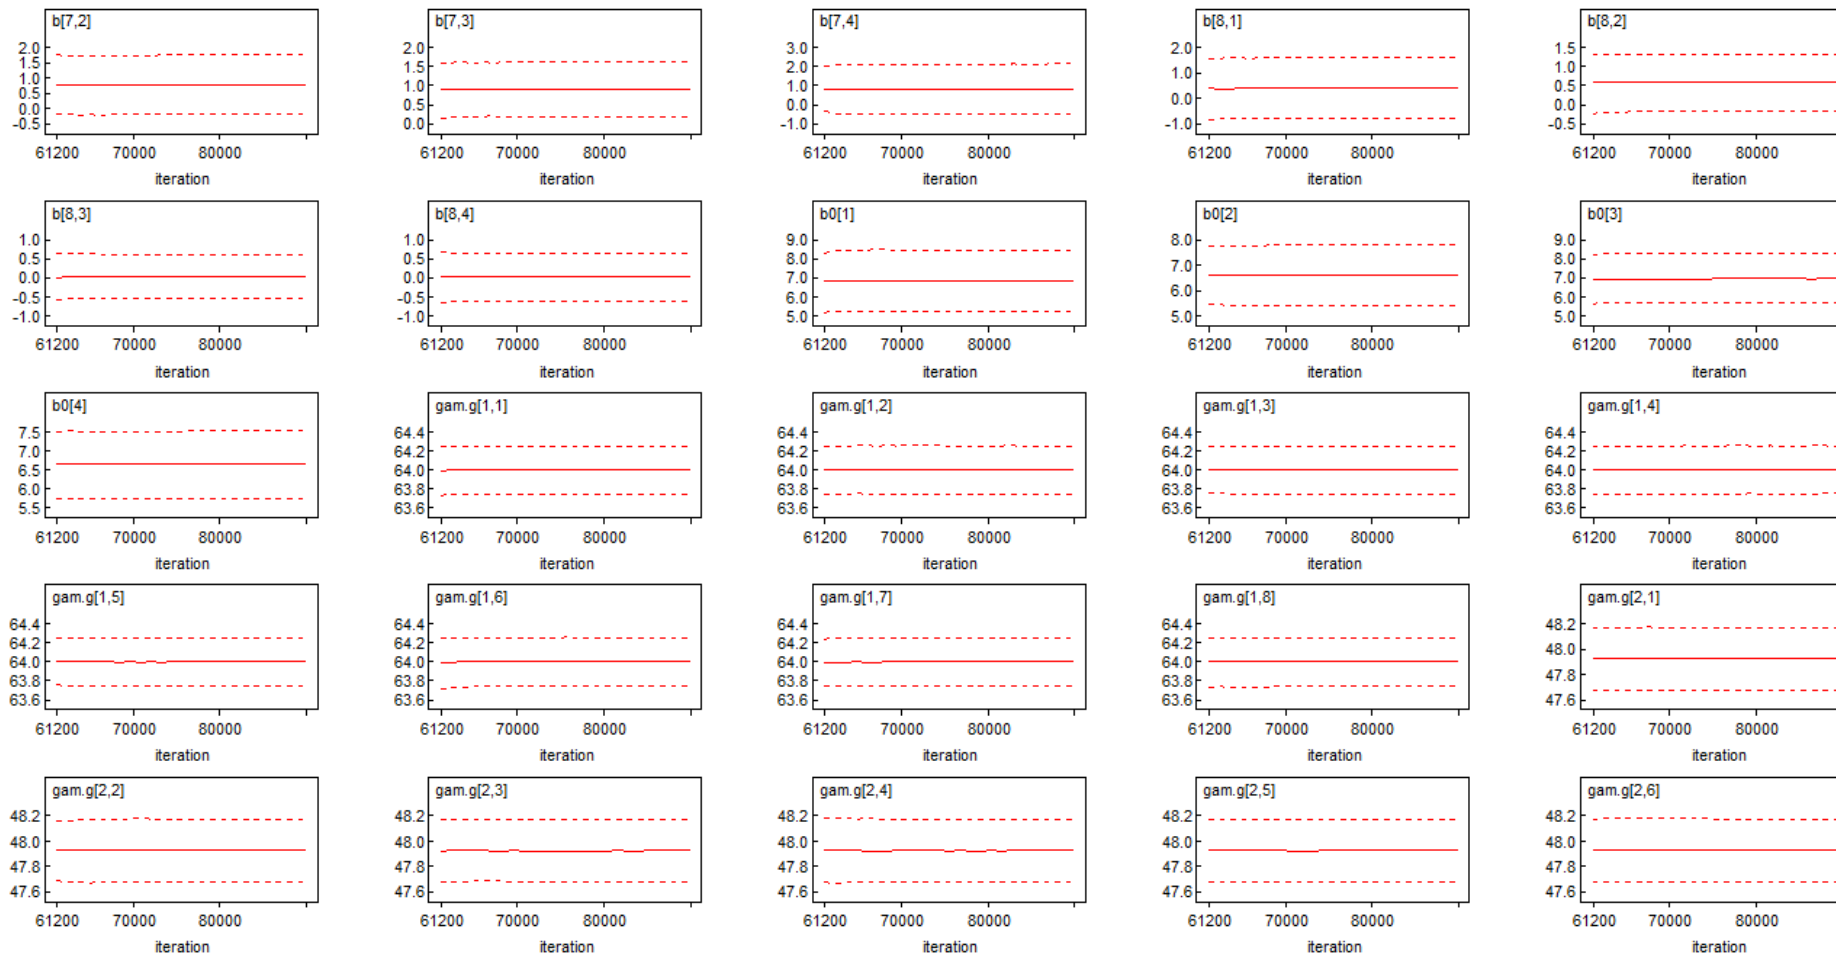 b[7,2] b[7,3] b[7,4] b[8,1] b[8,2]
2.0 2.0 3.0 2.0 1.5
1.5 1.5 2.0 1.0 1.0
1.0 1.0 1.0 0.0 0.5
0.5 0.5 0.0 -1.0 0.0
0.0 0.0 -1.0 -0.5
-0.5
61200 70000 80000 61200 70000 80000 61200 70000 80000 61200 70000 80000 61200 70000 80000
iteration iteration iteration iteration iteration
b[8,3] b[8,4] b0[1] b0[2] b0[3]
1.0 1.0 9.0 8.0 9.0
0.5 0.5 8.0 7.0 8.0
0.0 0.0 7.0 6.0 7.0
-0.5 -0.5 6.0 5.0 6.0
-1.0 -1.0 5.0 5.0
61200 70000 80000 61200 70000 80000 61200 70000 80000 61200 70000 80000 61200 70000 80000
iteration iteration iteration iteration iteration
b0[4] gam.g[1,1] gam.g[1,2] gam.g[1,3] gam.g[1,4]
7.5 64.4 64.4 64.4 64.4
7.0 64.2 64.2 64.2 64.2
6.5 64.0 64.0 64.0 64.0
6.0 63.8 63.8 63.8 63.8
5.5 63.6 63.6 63.6 63.6
61200 70000 80000 61200 70000 80000 61200 70000 80000 61200 70000 80000 61200 70000 80000
iteration iteration iteration iteration iteration
gam.g[1,5] gam.g[1,6] gam.g[1,7] gam.g[1,8] gam.g[2,1]
64.4 64.4 64.4 64.4 48.2
64.2 64.2 64.2 64.2 48.0
64.0 64.0 64.0 64.0 47.8
63.8 63.8 63.8 63.8 47.6
63.6 63.6 63.6 63.6
61200 70000 80000 61200 70000 80000 61200 70000 80000 61200 70000 80000 61200 70000 80000
iteration iteration iteration iteration iteration
gam.g[2,2] gam.g[2,3] gam.g[2,4] gam.g[2,5] gam.g[2,6]
48.2 48.2 48.2 48.2 48.2
48.0 48.0 48.0 48.0 48.0
47.8 47.8 47.8 47.8 47.8
47.6 47.6 47.6 47.6 47.6
61200 70000 80000 61200 70000 80000 61200 70000 80000 61200 70000 80000 61200 70000 80000
iteration iteration iteration iteration iteration